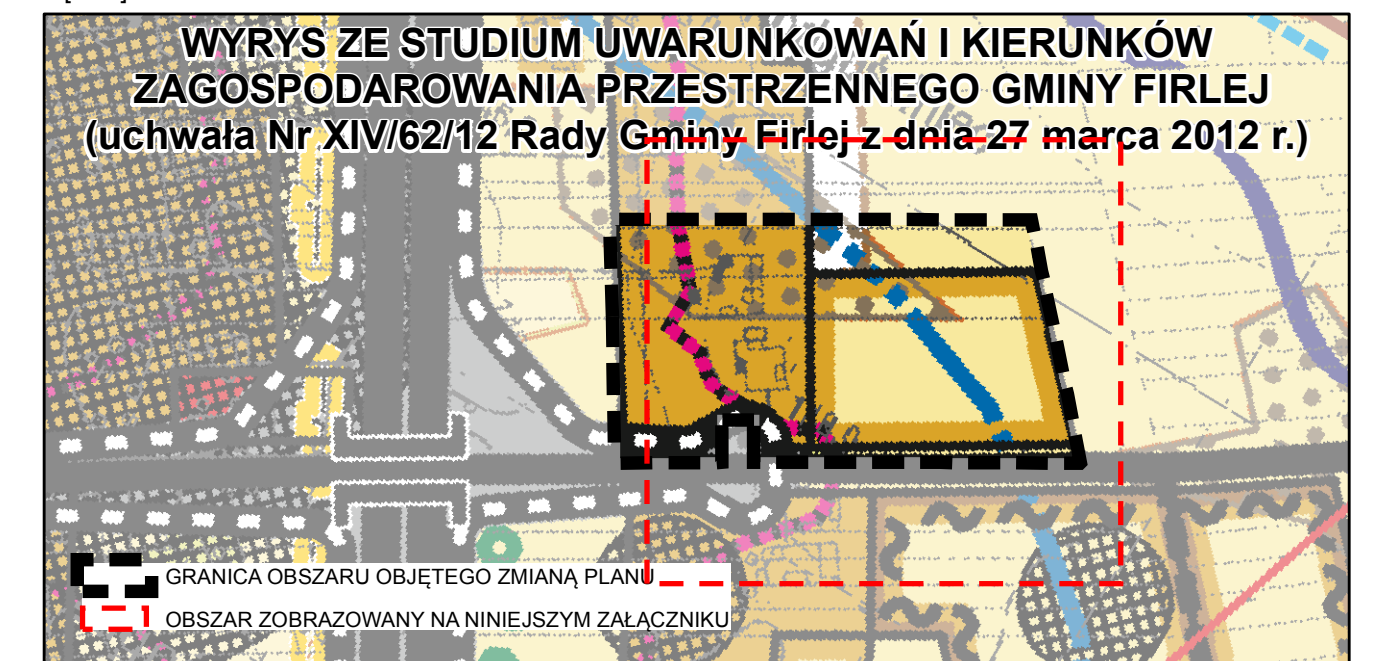 WYRYS ZE STUDIUM UWARUNKOWAŃ I KIERUNKÓW
ZAGOSPODAROWANIA PRZESTRZENNEGO GMINY FIRLEJ
(uchwała Nr XIV/62/12 Rady Gminy Firlej z dnia 27 marca 2012 r.)
GRANICA OBSZARU OBJĘTEGO ZMIANĄ PLANU
OBSZAR ZOBRAZOWANY NA NINIEJSZYM ZAŁĄCZNIKU